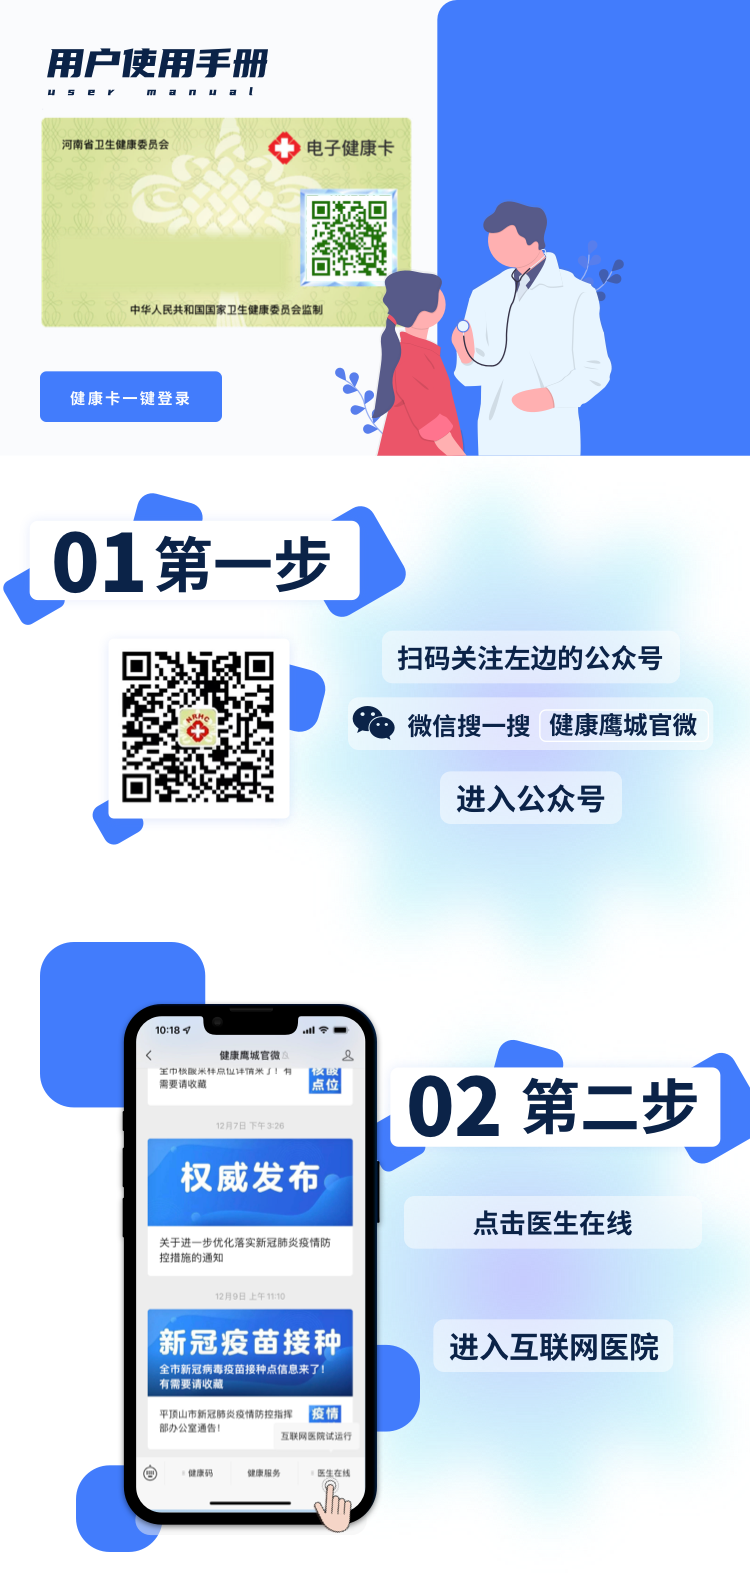 用户使用手册
user manual
河南省卫生健康委员会
电子健康卡
中华人民共和国国家卫生健康委员会监制
健康卡一键登录
01 第一步
扫码关注左边的公众号
NHHC
微信搜一搜 健康鹰城官微
进入公众号
10:18
健康鹰城官微
全市核酸采样点位详情来了！有
需要请收藏
核酸
点位
12月7日 下午3:26
权威发布
关于进一步优化落实新冠肺炎疫情防
控措施的通知
12月9日 上午11:10
新冠疫苗接种
全市新冠病毒疫苗接种点信息来了!
有需要请收藏
平顶山市新冠肺炎疫情防控指挥
部办公室通告!
疫情
互联网医院试运行
健康码
健康服务
医生在线
02 第二步
点击医生在线
进入互联网医院